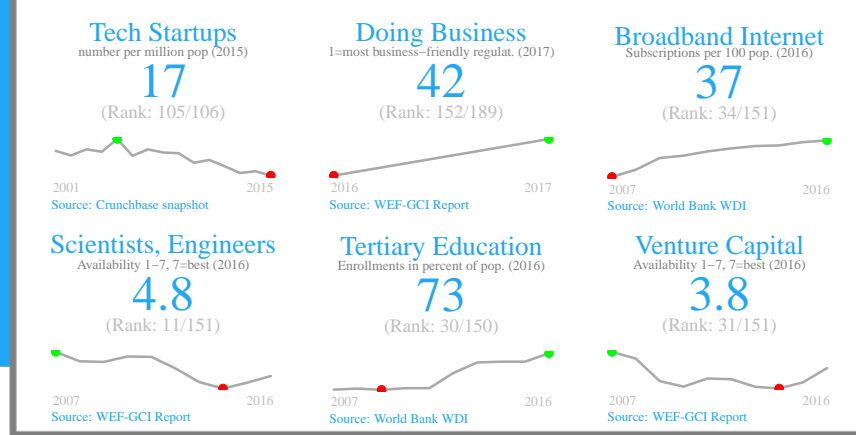 Tech Startups
number per million pop (2015)
17
(Rank: 105/106)
2001
2015
Source: Crunchbase snapshot
Doing Business
1=most business−friendly regulat. (2017)
42
(Rank: 152/189)
2016
2017
Source: WEF-GCI Report
Broadband Internet
Subscriptions per 100 pop. (2016)
37
(Rank: 34/151)
2007
2016
Source: World Bank WDI
Scientists, Engineers
Availability 1−7, 7=best (2016)
4.8
(Rank: 11/151)
2007
2016
Source: WEF-GCI Report
Tertiary Education
Enrollments in percent of pop. (2016)
73
(Rank: 30/150)
2007
2016
Source: World Bank WDI
Venture Capital
Availability 1−7, 7=best (2016)
3.8
(Rank: 31/151)
2007
2016
Source: WEF-GCI Report